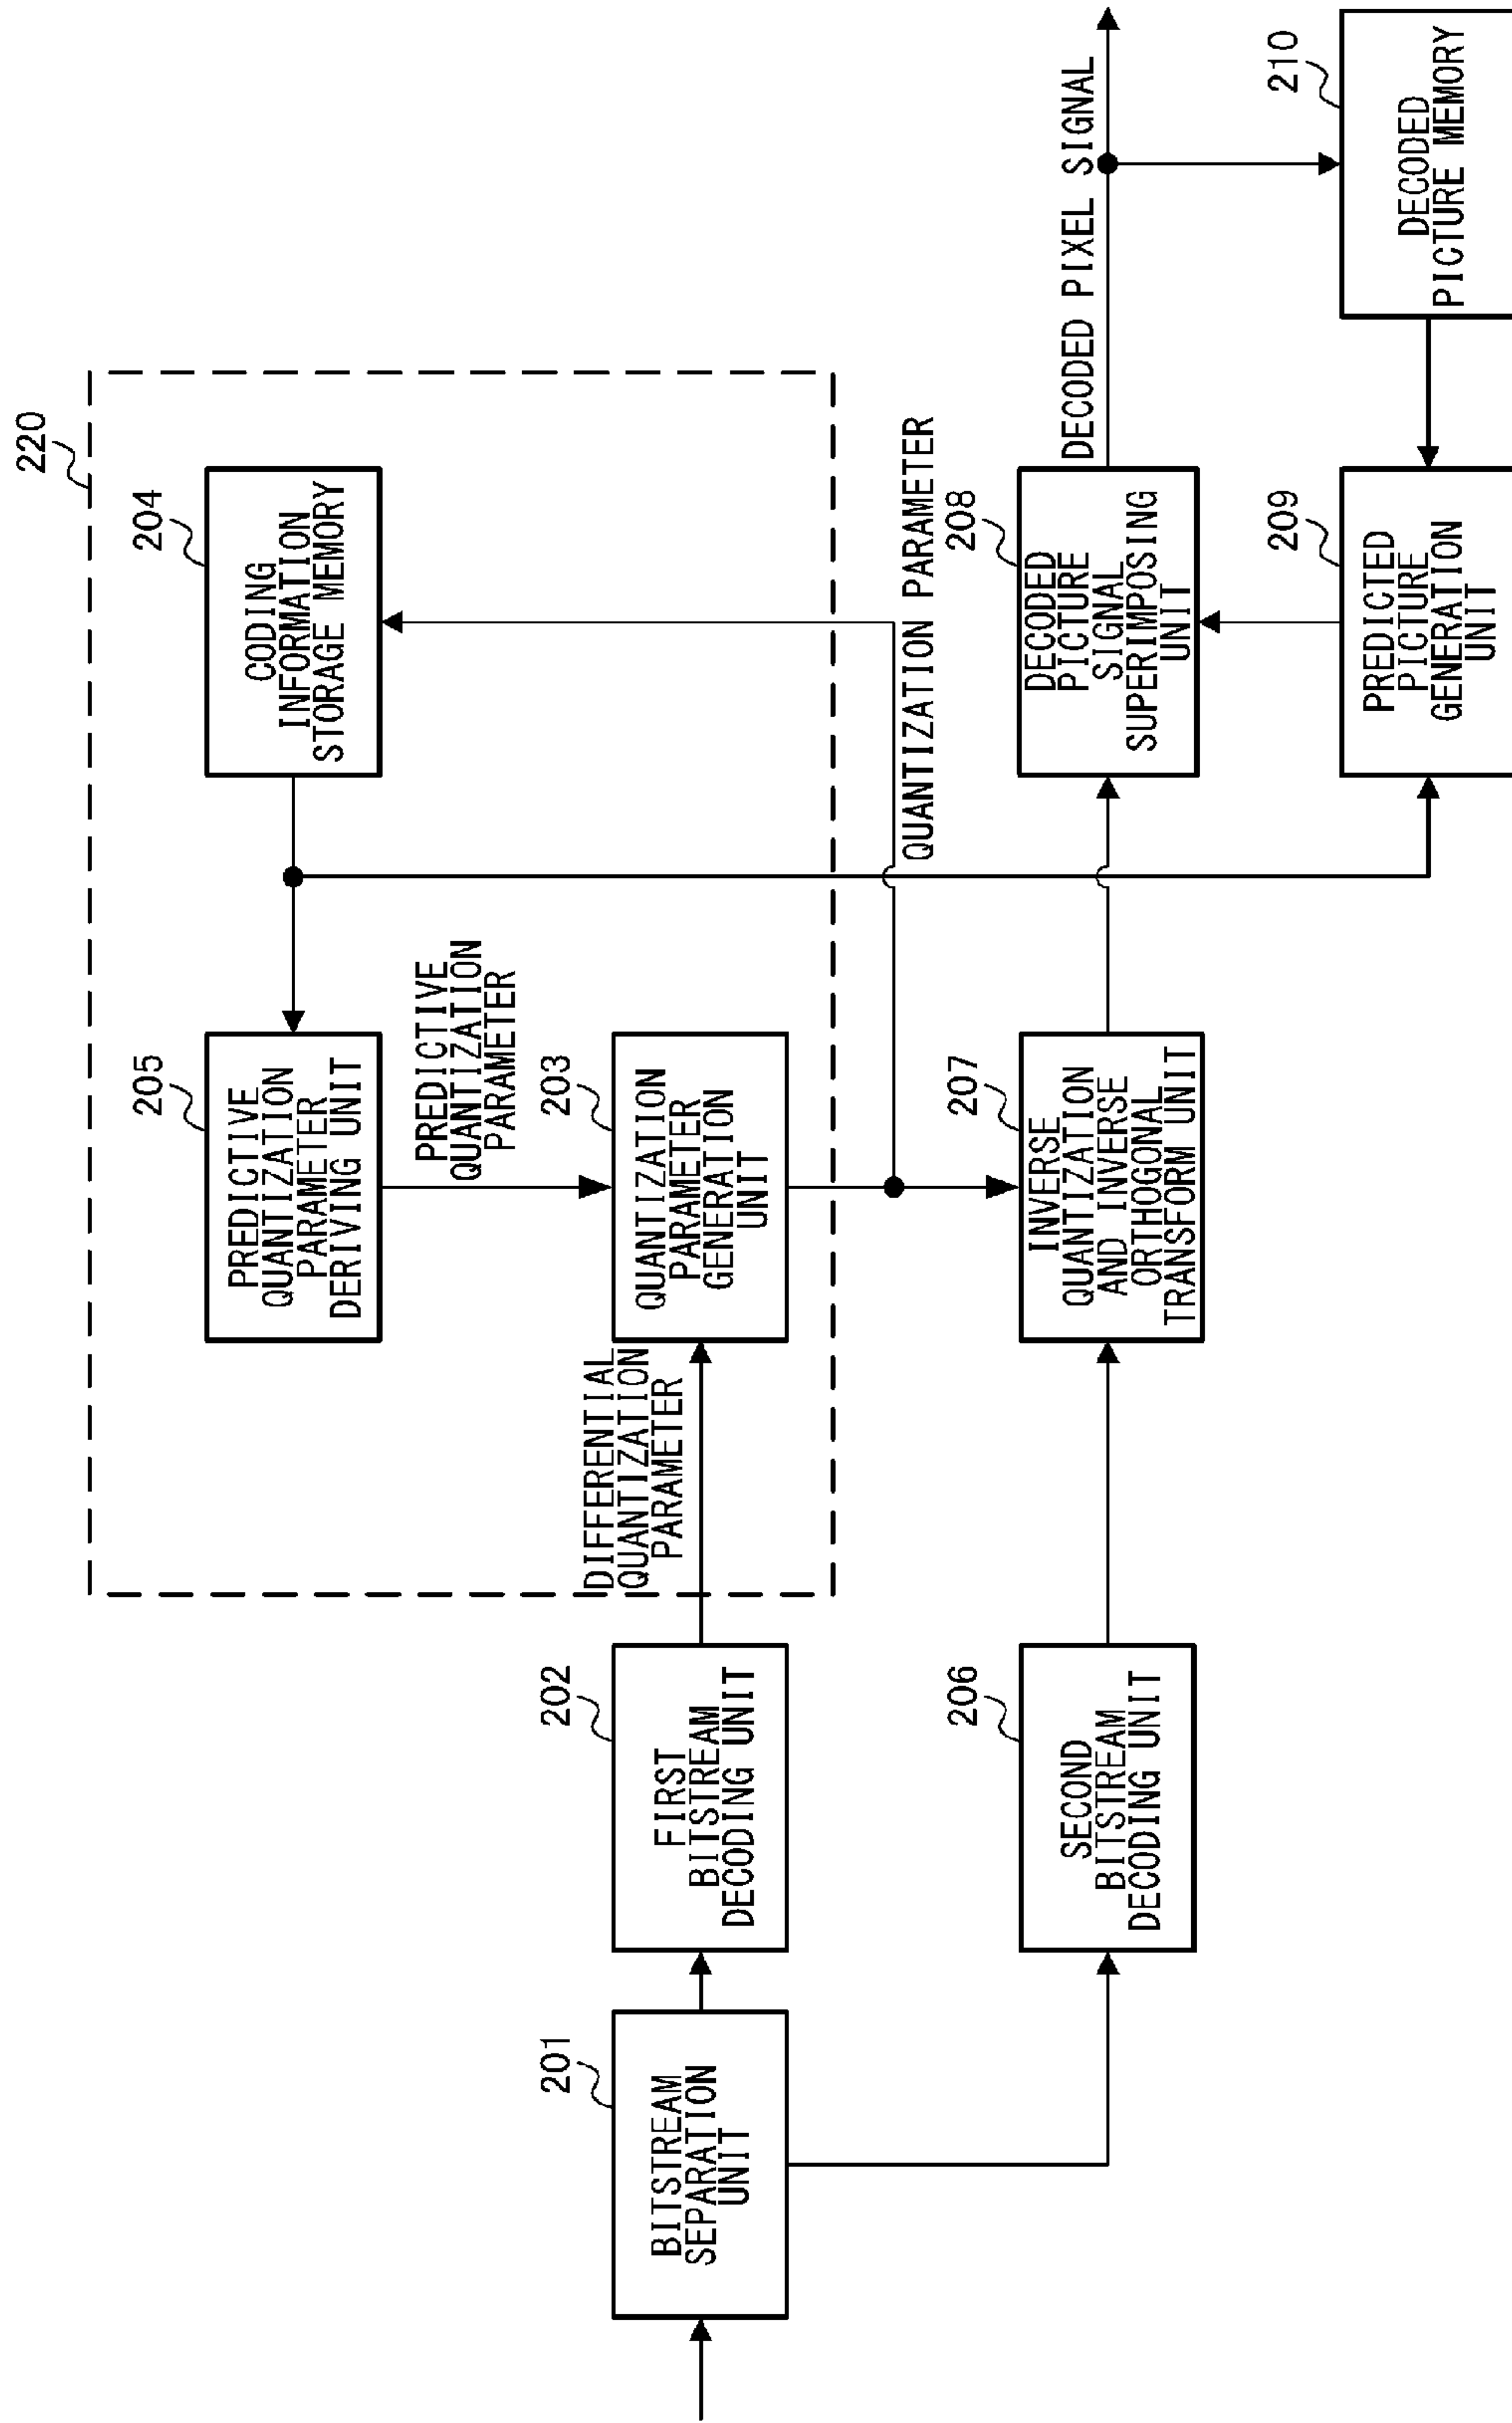 220
205
PREDICTIVE
QUANTIZATION
PARAMETER
DERIVING UNIT
204
CODING
INFORMATION
STORAGE MEMORY
PREDICTIVE
QUANTIZATION
PARAMETER
201
BITSTREAM
SEPARATION
UNIT
202
FIRST
BITSTREAM
DECODING UNIT
DIFFERENTIAL
QUANTIZATION
PARAMETER
203
QUANTIZATION
PARAMETER
GENERATION
UNIT
QUANTIZATION PARAMETER
206
SECOND
BITSTREAM
DECODING UNIT
207
INVERSE
QUANTIZATION
AND INVERSE
ORTHOGONAL
TRANSFORM UNIT
208
DECODED
PICTURE
SIGNAL
SUPERIMPOSING
UNIT
DECODED PIXEL SIGNAL
209
PREDICTED
PICTURE
GENERATION
UNIT
210
DECODED
PICTURE MEMORY